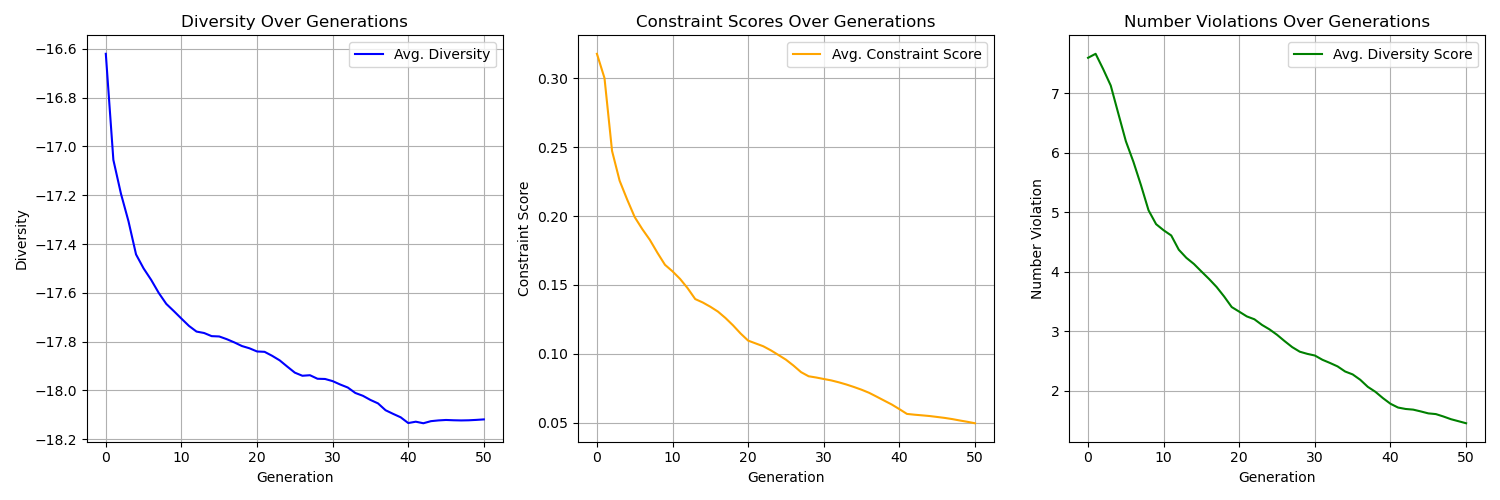 Diversity Over Generations
Avg. Diversity
−16.6
−16.8
−17.0
−17.2
−17.4
−17.6
−17.8
−18.0
−18.2
Diversity
0 10 20 30 40 50
Generation
Constraint Scores Over Generations
Avg. Constraint Score
0.30
0.25
0.20
0.15
0.10
0.05
Constraint Score
0 10 20 30 40 50
Generation
Number Violations Over Generations
Avg. Diversity Score
7
6
5
4
3
2
Number Violation
0 10 20 30 40 50
Generation